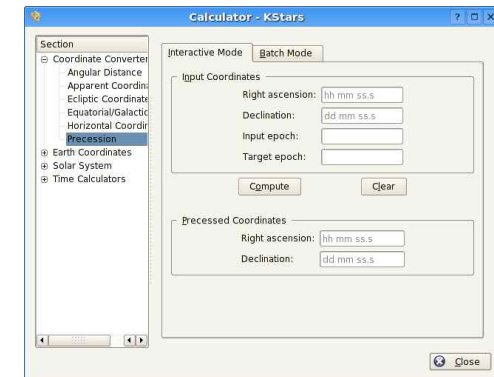 Calculator - KStars
Section
Coordinate Converter
Angular Distance
Apparent Coordina
Ecliptic Coordinate
Equatorial/Galactic
Horizontal Coordin
Precession
Earth Coordinates
Solar System
Time Calculators
Interactive Mode Batch Mode
Input Coordinates
Right ascension: hh mm ss.s
Declination: dd mm ss.s
Input epoch:
Target epoch:
Compute Clear
Precessed Coordinates
Right ascension: hh mm ss.s
Declination: dd mm ss.s
Close